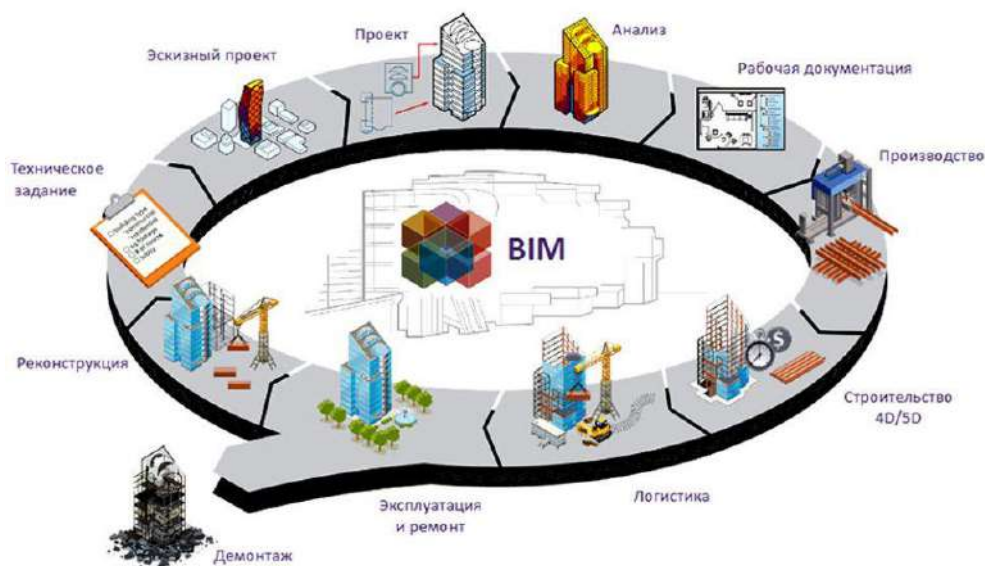 Проект
Анализ
Эскизный проект
Рабочая документация
Техническое
задание
Производство
BIM
Реконструкция
Строительство
4D/5D
Логистика
Эксплуатация
и ремонт
Демонтаж
$